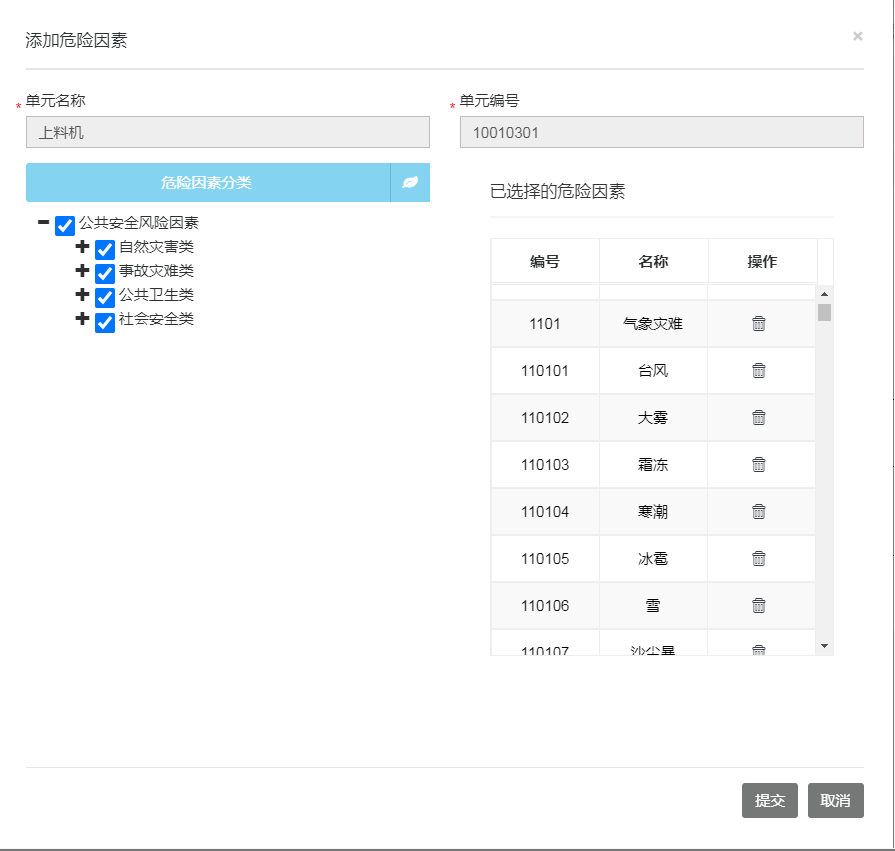 添加危险因素
×
* 单元名称
上料机
* 单元编号
10010301
危险因素分类
公共安全风险因素
自然灾害类
事故灾难类
公共卫生类
社会安全类
已选择的危险因素
编号 名称 操作
1101 气象灾难
110101 台风
110102 大雾
110103 霜冻
110104 寒潮
110105 冰雹
110106 雪
110107 沙尘暴
提交 取消